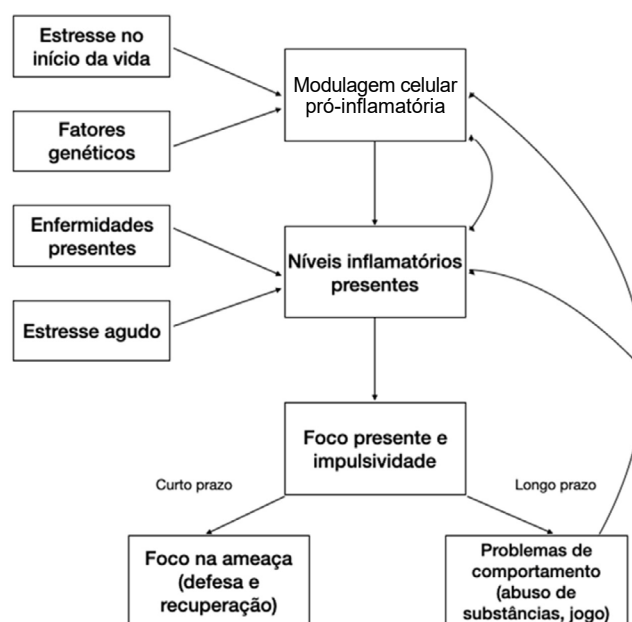 Estresse no
início da vida
Fatores
genéticos
Enfermidades
presentes
Estresse agudo
Modulagem celular
pró-inflamatória
Níveis inflamatórios
presentes
Foco presente e
impulsividade
Curto prazo
Longo prazo
Foco na ameaça
(defesa e
recuperação)
Problemas de
comportamento
(abuso de
substâncias, jogo)